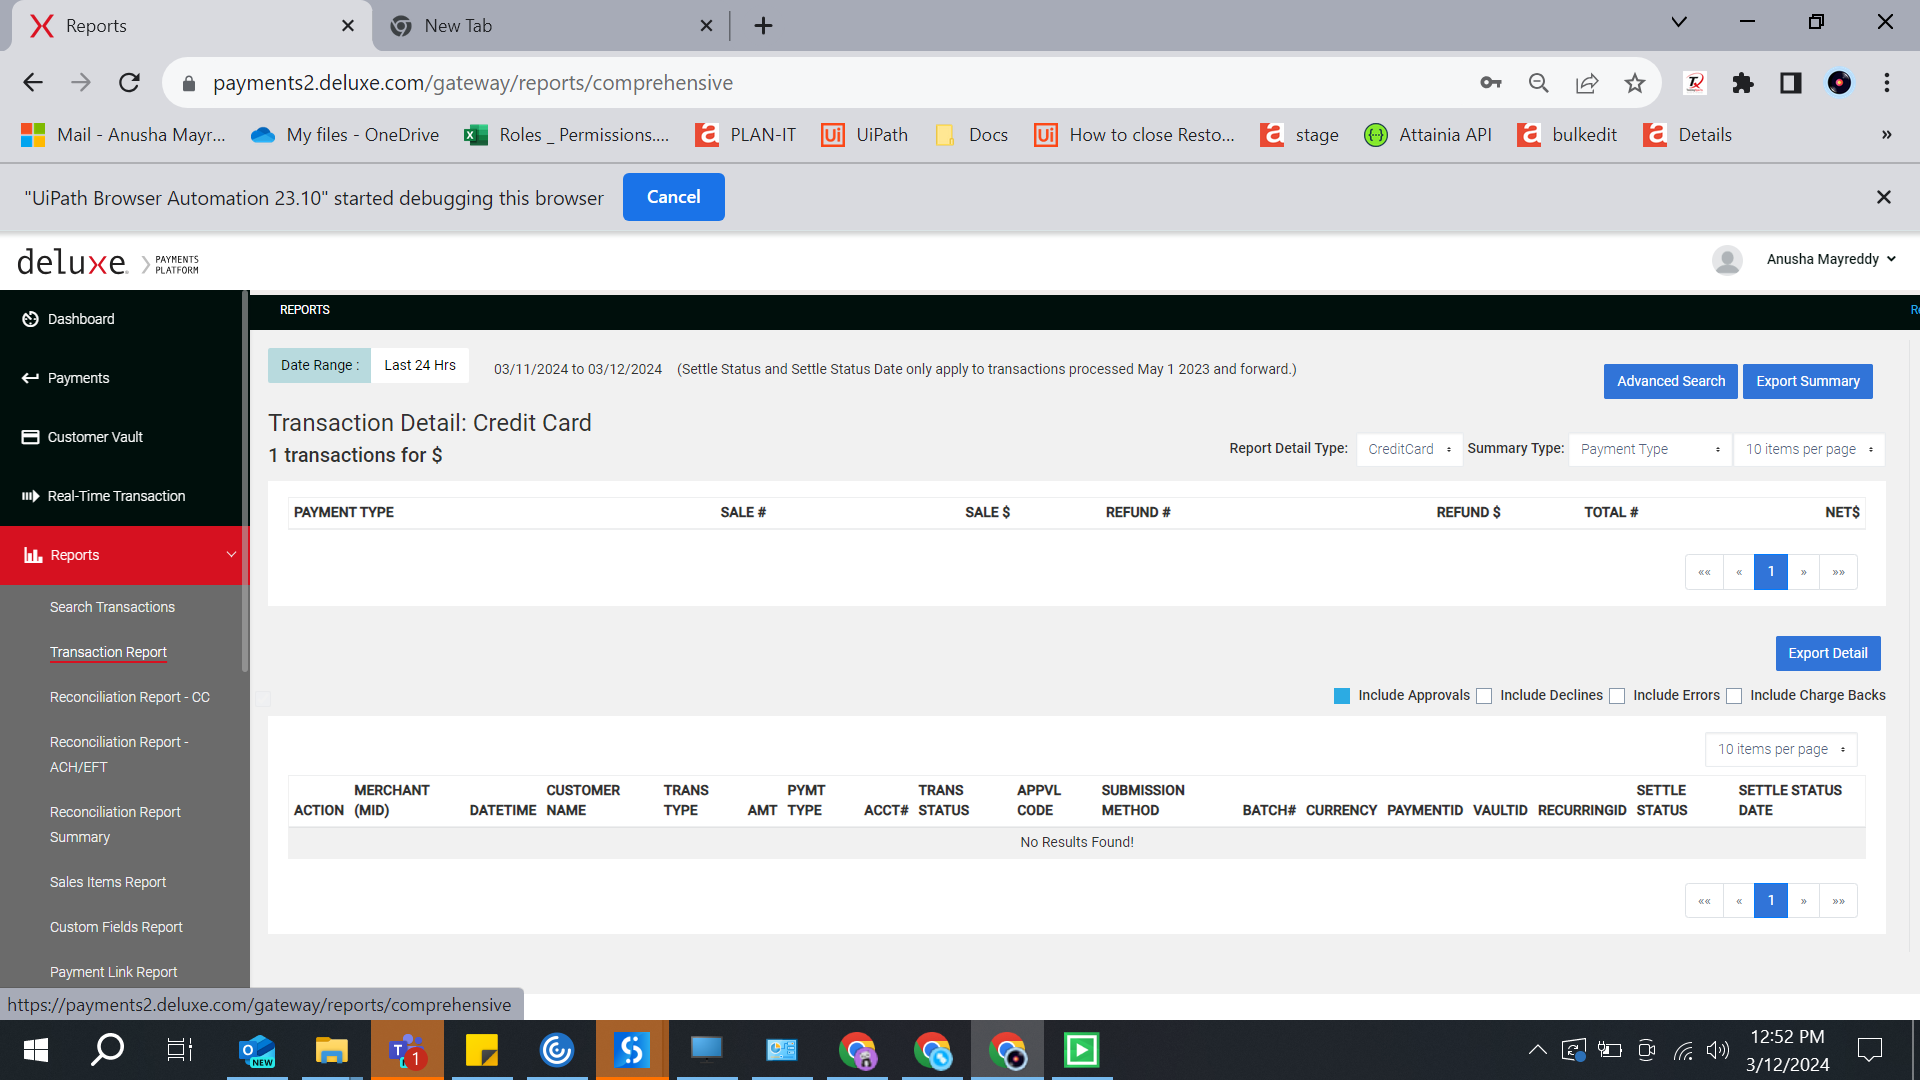 Reports
New Tab
payments2.deluxe.com/gateway/reports/comprehensive
Mail - Anusha Mayr...
My files - OneDrive
Roles _ Permissions....
PLAN-IT
UiPath
Docs
How to close Resto...
stage
Attainia API
bulkedit
Details
»
"UiPath Browser Automation 23.10" started debugging this browser
Cancel
deluxe. PAYMENTS PLATFORM
Anusha Mayreddy
Dashboard
Payments
Customer Vault
Real-Time Transaction
Reports
Search Transactions
Transaction Report
Reconciliation Report - CC
Reconciliation Report -
ACH/EFT
Reconciliation Report
Summary
Sales Items Report
Custom Fields Report
Payment Link Report
REPORTS
Re
Date Range : Last 24 Hrs 03/11/2024 to 03/12/2024 (Settle Status and Settle Status Date only apply to transactions processed May 1 2023 and forward.)
Advanced Search Export Summary
Transaction Detail: Credit Card
1 transactions for $
Report Detail Type: CreditCard Summary Type: Payment Type 10 items per page
PAYMENT TYPE SALE # SALE $ REFUND # REFUND $ TOTAL # NET$
«« « 1 » »»
Export Detail
Include Approvals Include Declines Include Errors Include Charge Backs
10 items per page
ACTION MERCHANT (MID) DATETIME CUSTOMER NAME TRANS TYPE AMT PYMT TYPE ACCT# TRANS STATUS APPVL CODE SUBMISSION METHOD BATCH# CURRENCY PAYMENTID VAULTID RECURRINGID SETTLE STATUS SETTLE STATUS DATE
No Results Found!
«« « 1 » »»
https://payments2.deluxe.com/gateway/reports/comprehensive
NEW
1
12:52 PM
3/12/2024